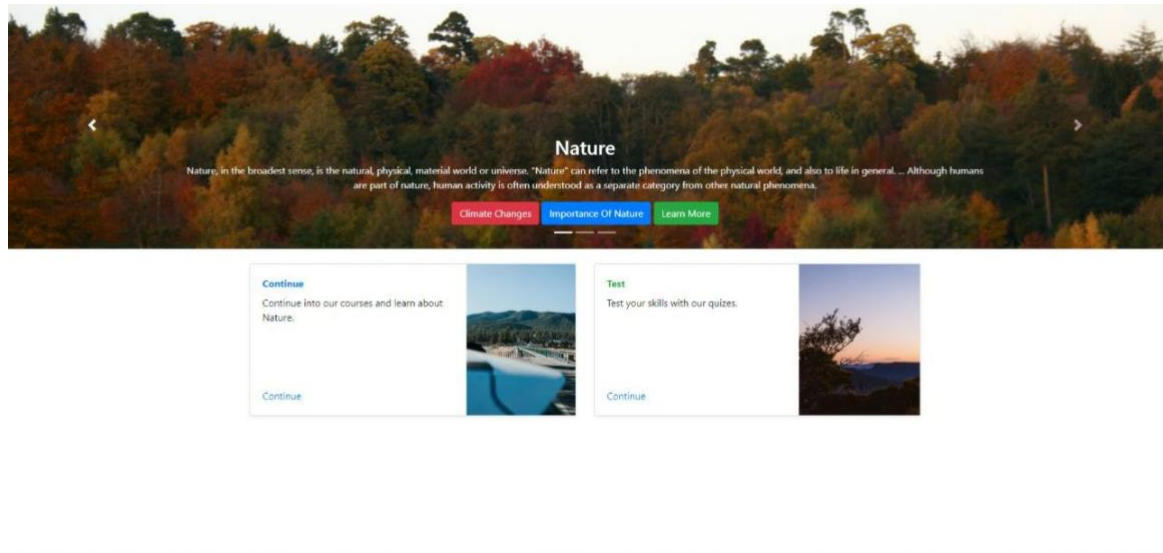 Nature
Nature, in the broadest sense, is the natural, physical, material world or universe. "Nature" can refer to the phenomena of the physical world, and also to life in general. ... Although humans
are part of nature, human activity is often understood as a separate category from other natural phenomena.
Climate Changes Importance Of Nature Learn More
Continue
Continue into our courses and learn about
Nature.
Continue
Test
Test your skills with our quizes.
Continue